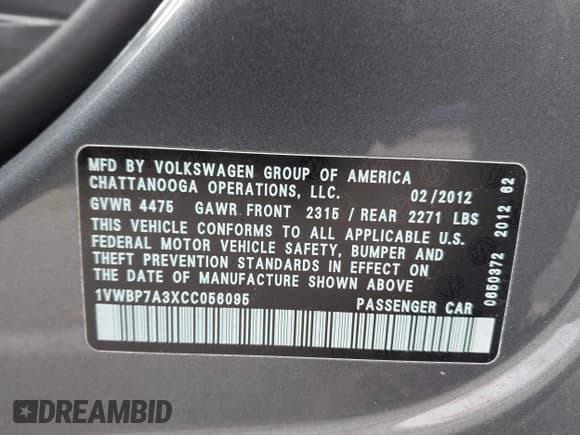 MFD BY VOLKSWAGEN GROUP OF AMERICA
CHATTANOOGA OPERATIONS, LLC. 02/2012
GVWR 4475 GAWR FRONT 2315 / REAR 2271 LBS
THIS VEHICLE CONFORMS TO ALL APPLICABLE U.S.
FEDERAL MOTOR VEHICLE SAFETY, BUMPER AND
THEFT PREVENTION STANDARDS IN EFFECT ON
THE DATE OF MANUFACTURE SHOWN ABOVE
1VWBP7A3XCC056095 PASSENGER CAR
0650372 2012 62
DREAMBID